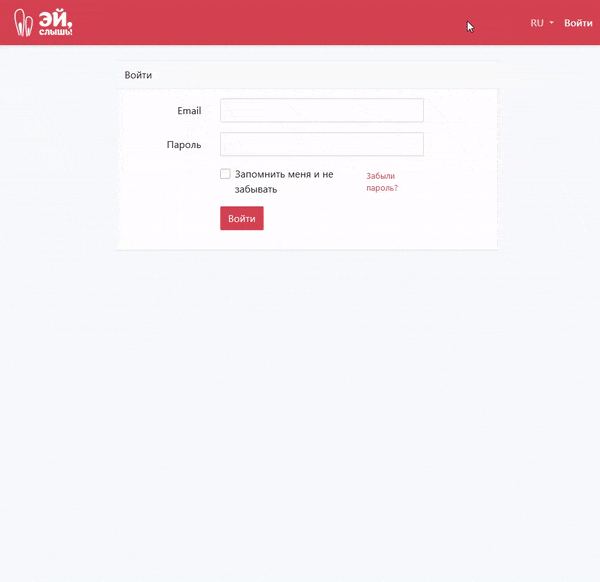 эй,
слышь!
RU
Войти
Войти
Email
Пароль
Запомнить меня и не
забывать
Забыли
пароль?
Войти